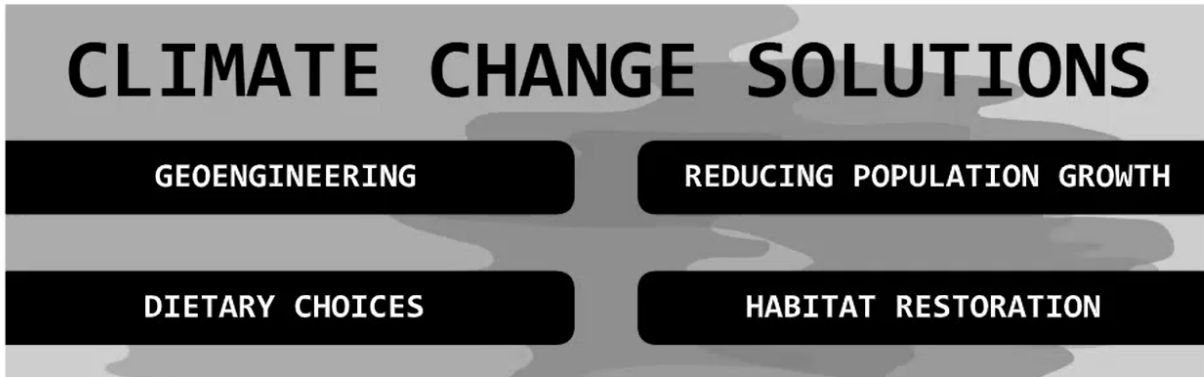 CLIMATE CHANGE SOLUTIONS
GEOENGINEERING
REDUCING POPULATION GROWTH
DIETARY CHOICES
HABITAT RESTORATION